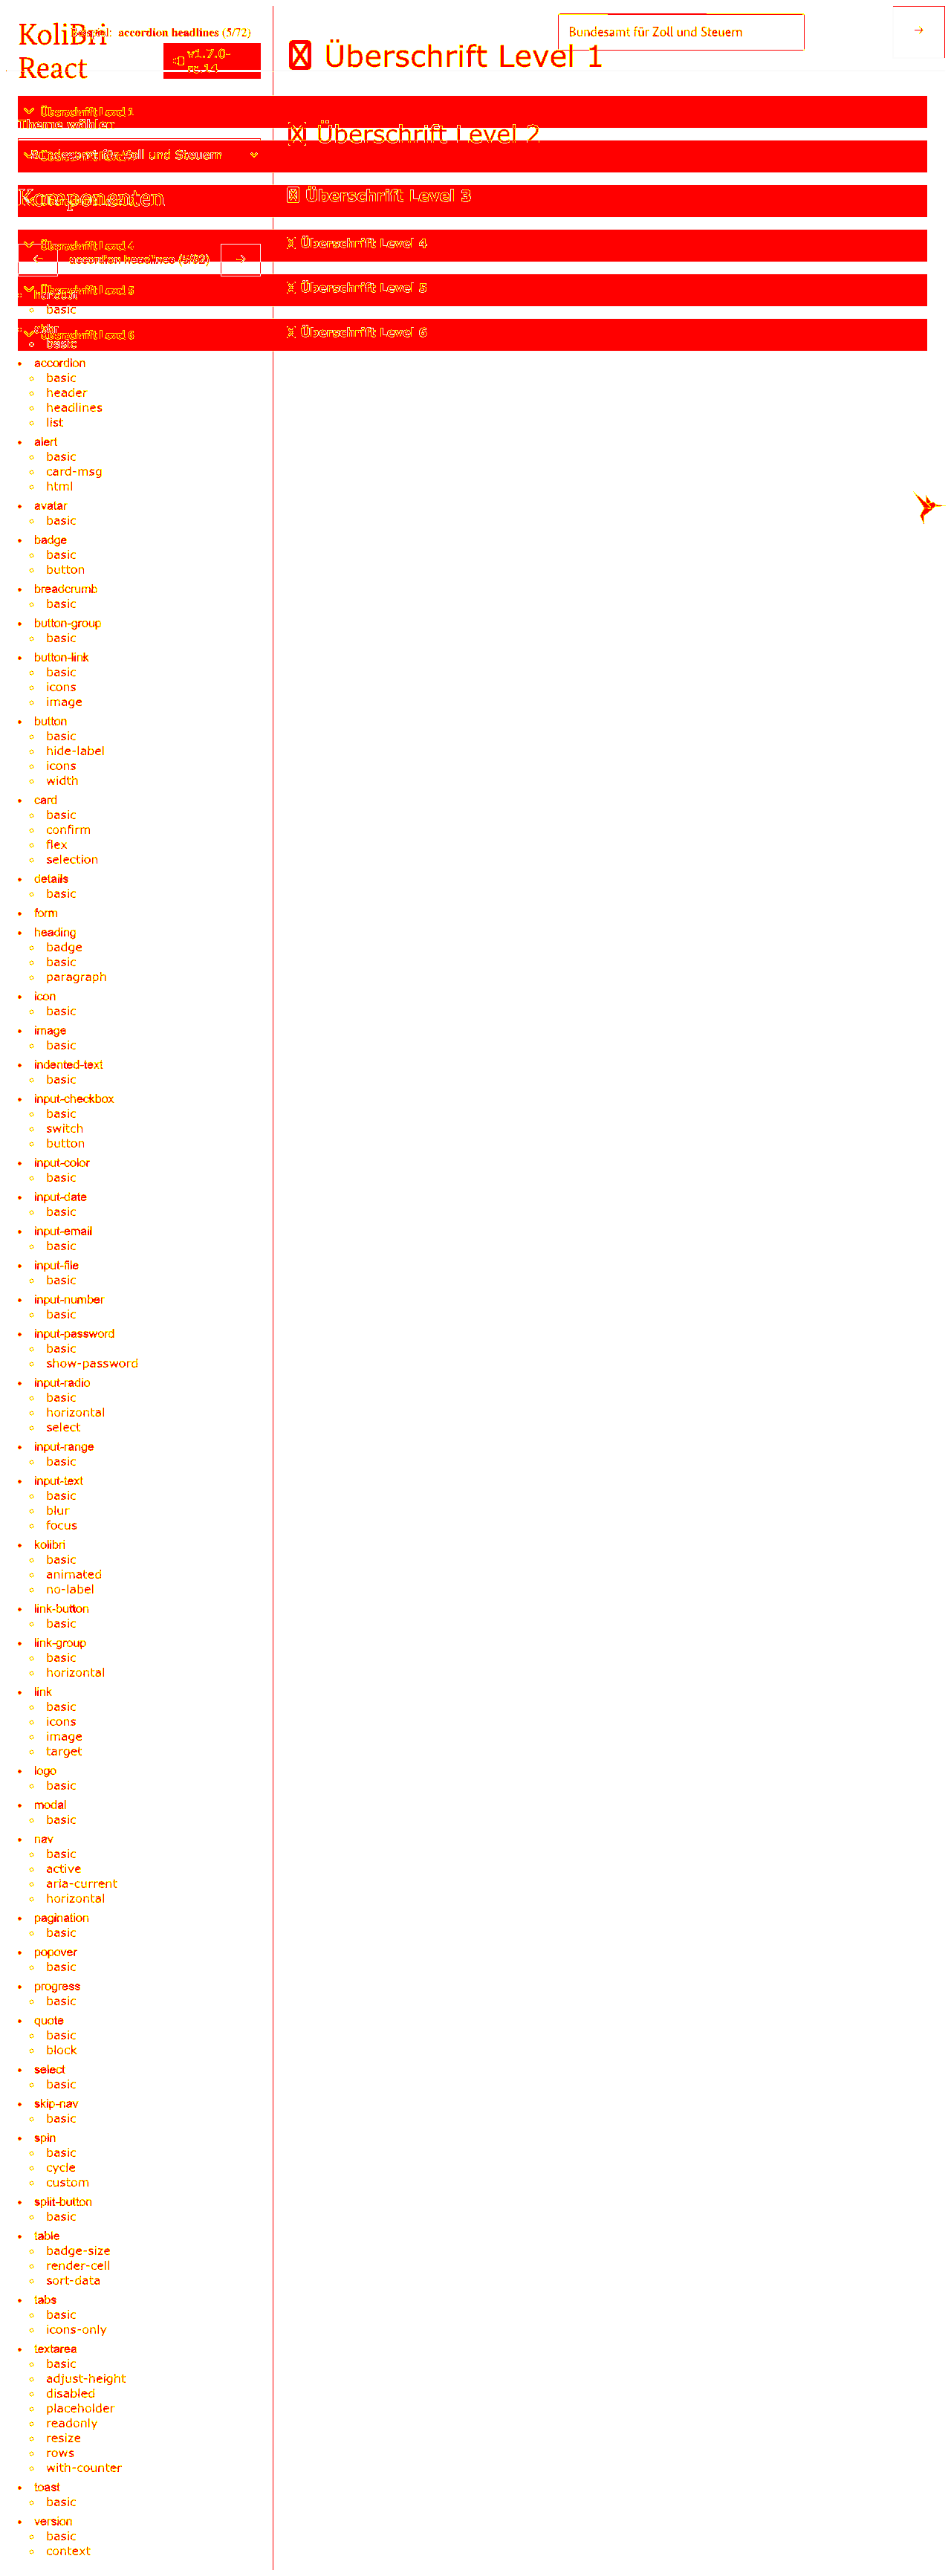 KoliBri
React
Beispiel: accordion headlines (5/72)
v1.7.0-
rc.14
Bundesamt für Zoll und Steuern
→
Überschrift Level 1
Überschrift Level 1
Theme wählen
Überschrift Level 2
Bundesamt für Zoll und Steuern
Überschrift Level 3
Komponenten
Überschrift Level 4
Überschrift Level 4
← accordion headlines (5/72) →
Überschrift Level 5
Überschrift Level 5
basic
Überschrift Level 6
Überschrift Level 6
basic
accordion
basic
header
headlines
list
alert
basic
card-msg
html
avatar
basic
badge
basic
button
breadcrumb
basic
button-group
basic
button-link
basic
icons
image
button
basic
hide-label
icons
width
card
basic
confirm
flex
selection
details
basic
form
heading
badge
basic
paragraph
icon
basic
image
basic
indented-text
basic
input-checkbox
basic
switch
button
input-color
basic
input-date
basic
input-email
basic
input-file
basic
input-number
basic
input-password
basic
show-password
input-radio
basic
horizontal
select
input-range
basic
input-text
basic
blur
focus
kolibri
basic
animated
no-label
link-button
basic
link-group
basic
horizontal
link
basic
icons
image
target
logo
basic
modal
basic
nav
basic
active
aria-current
horizontal
pagination
basic
popover
basic
progress
basic
quote
basic
block
select
basic
skip-nav
basic
spin
basic
cycle
custom
split-button
basic
table
badge-size
render-cell
sort-data
tabs
basic
icons-only
textarea
basic
adjust-height
disabled
placeholder
readonly
resize
rows
with-counter
toast
basic
version
basic
context